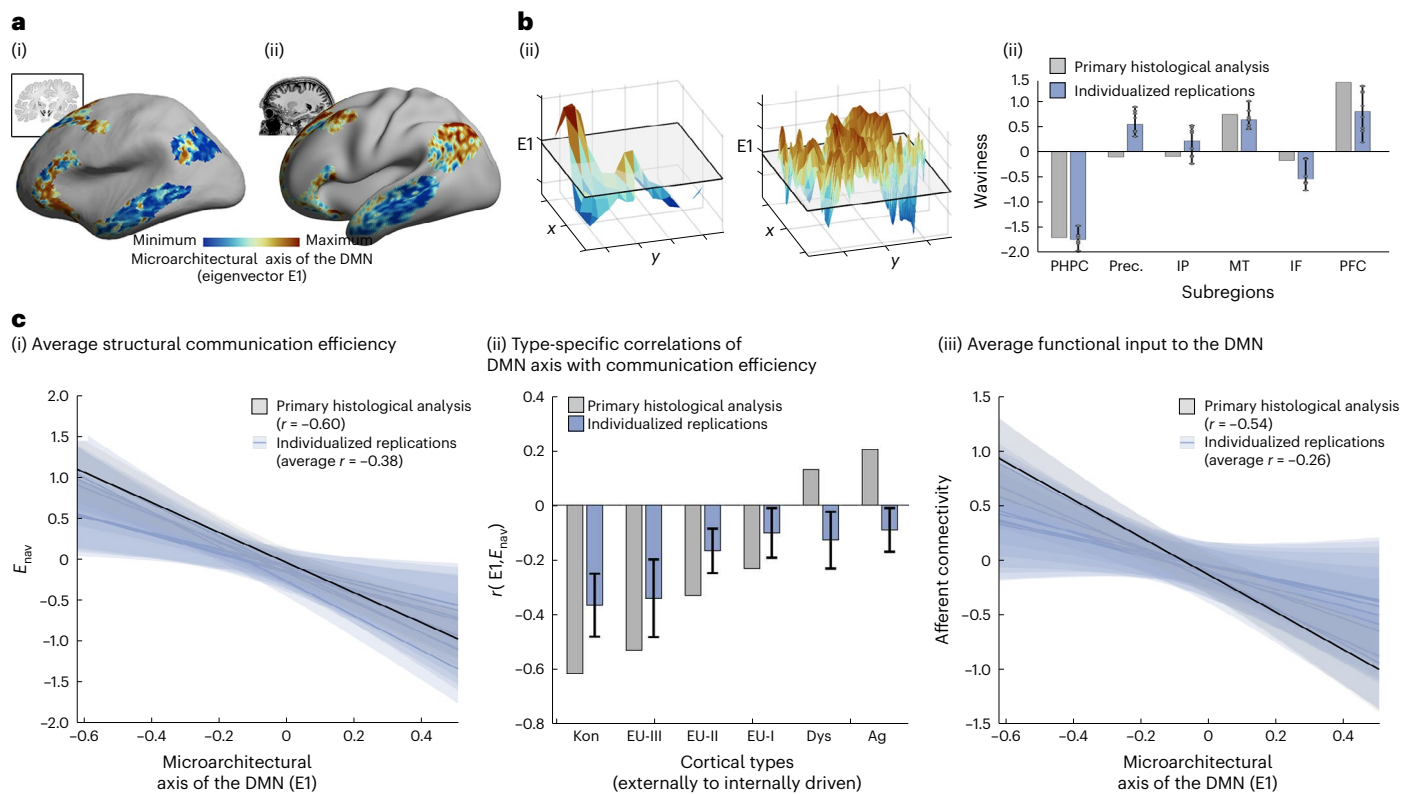 a
(i)
(ii)
Minimum
Maximum
Microarchitectural axis of the DMN
(eigenvector E1)
b
(ii)
E1
x
y
E1
x
y
(ii)
Primary histological analysis
Individualized replications
Waviness
1.5
1.0
0.5
0
–0.5
–1.0
–1.5
–2.0
PHPC Prec. IP MT IF PFC
Subregions
c
(i) Average structural communication efficiency
Primary histological analysis
(r = –0.60)
Individualized replications
(average r = –0.38)
Enav
2.0
1.5
1.0
0.5
0
–0.5
–1.0
–1.5
–2.0
–0.6 –0.4 –0.2 0 0.2 0.4
Microarchitectural
axis of the DMN (E1)
(ii) Type-specific correlations of
DMN axis with communication efficiency
Primary histological analysis
Individualized replications
r( E1,Enav)
0.4
0.2
0
–0.2
–0.4
–0.6
–0.8
Kon EU-III EU-II EU-I Dys Ag
Cortical types
(externally to internally driven)
(iii) Average functional input to the DMN
Primary histological analysis
(r = –0.54)
Individualized replications
(average r = –0.26)
Afferent connectivity
1.5
1.0
0.5
0
–0.5
–1.0
–1.5
–0.6 –0.4 –0.2 0 0.2 0.4
Microarchitectural
axis of the DMN (E1)